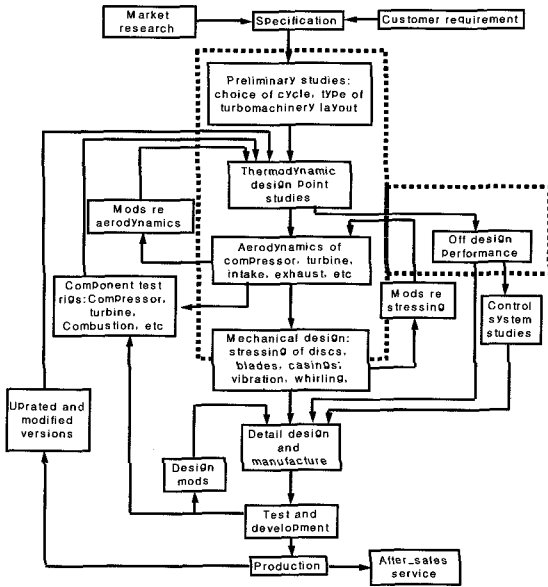 Market
research
Specification
Customer requirement
Preliminary studies:
choice of cycle, type of
turbomachinery layout
Thermodynamic
design point
studies
Mods re
aerodynamics
Off design
performance
Aerodynamics of
compressor, turbine,
intake, exhaust, etc
Component test
rigs:Compressor,
turbine,
Combustion, etc
Mods re
stressing
Control
system
studies
Mechanical design:
stressing of discs,
blades, casings;
vibration, whirling,
Uprated and
modified
versions
Detail design
and
manufacture
Design
mods
Test and
development
Production
After_sales
service